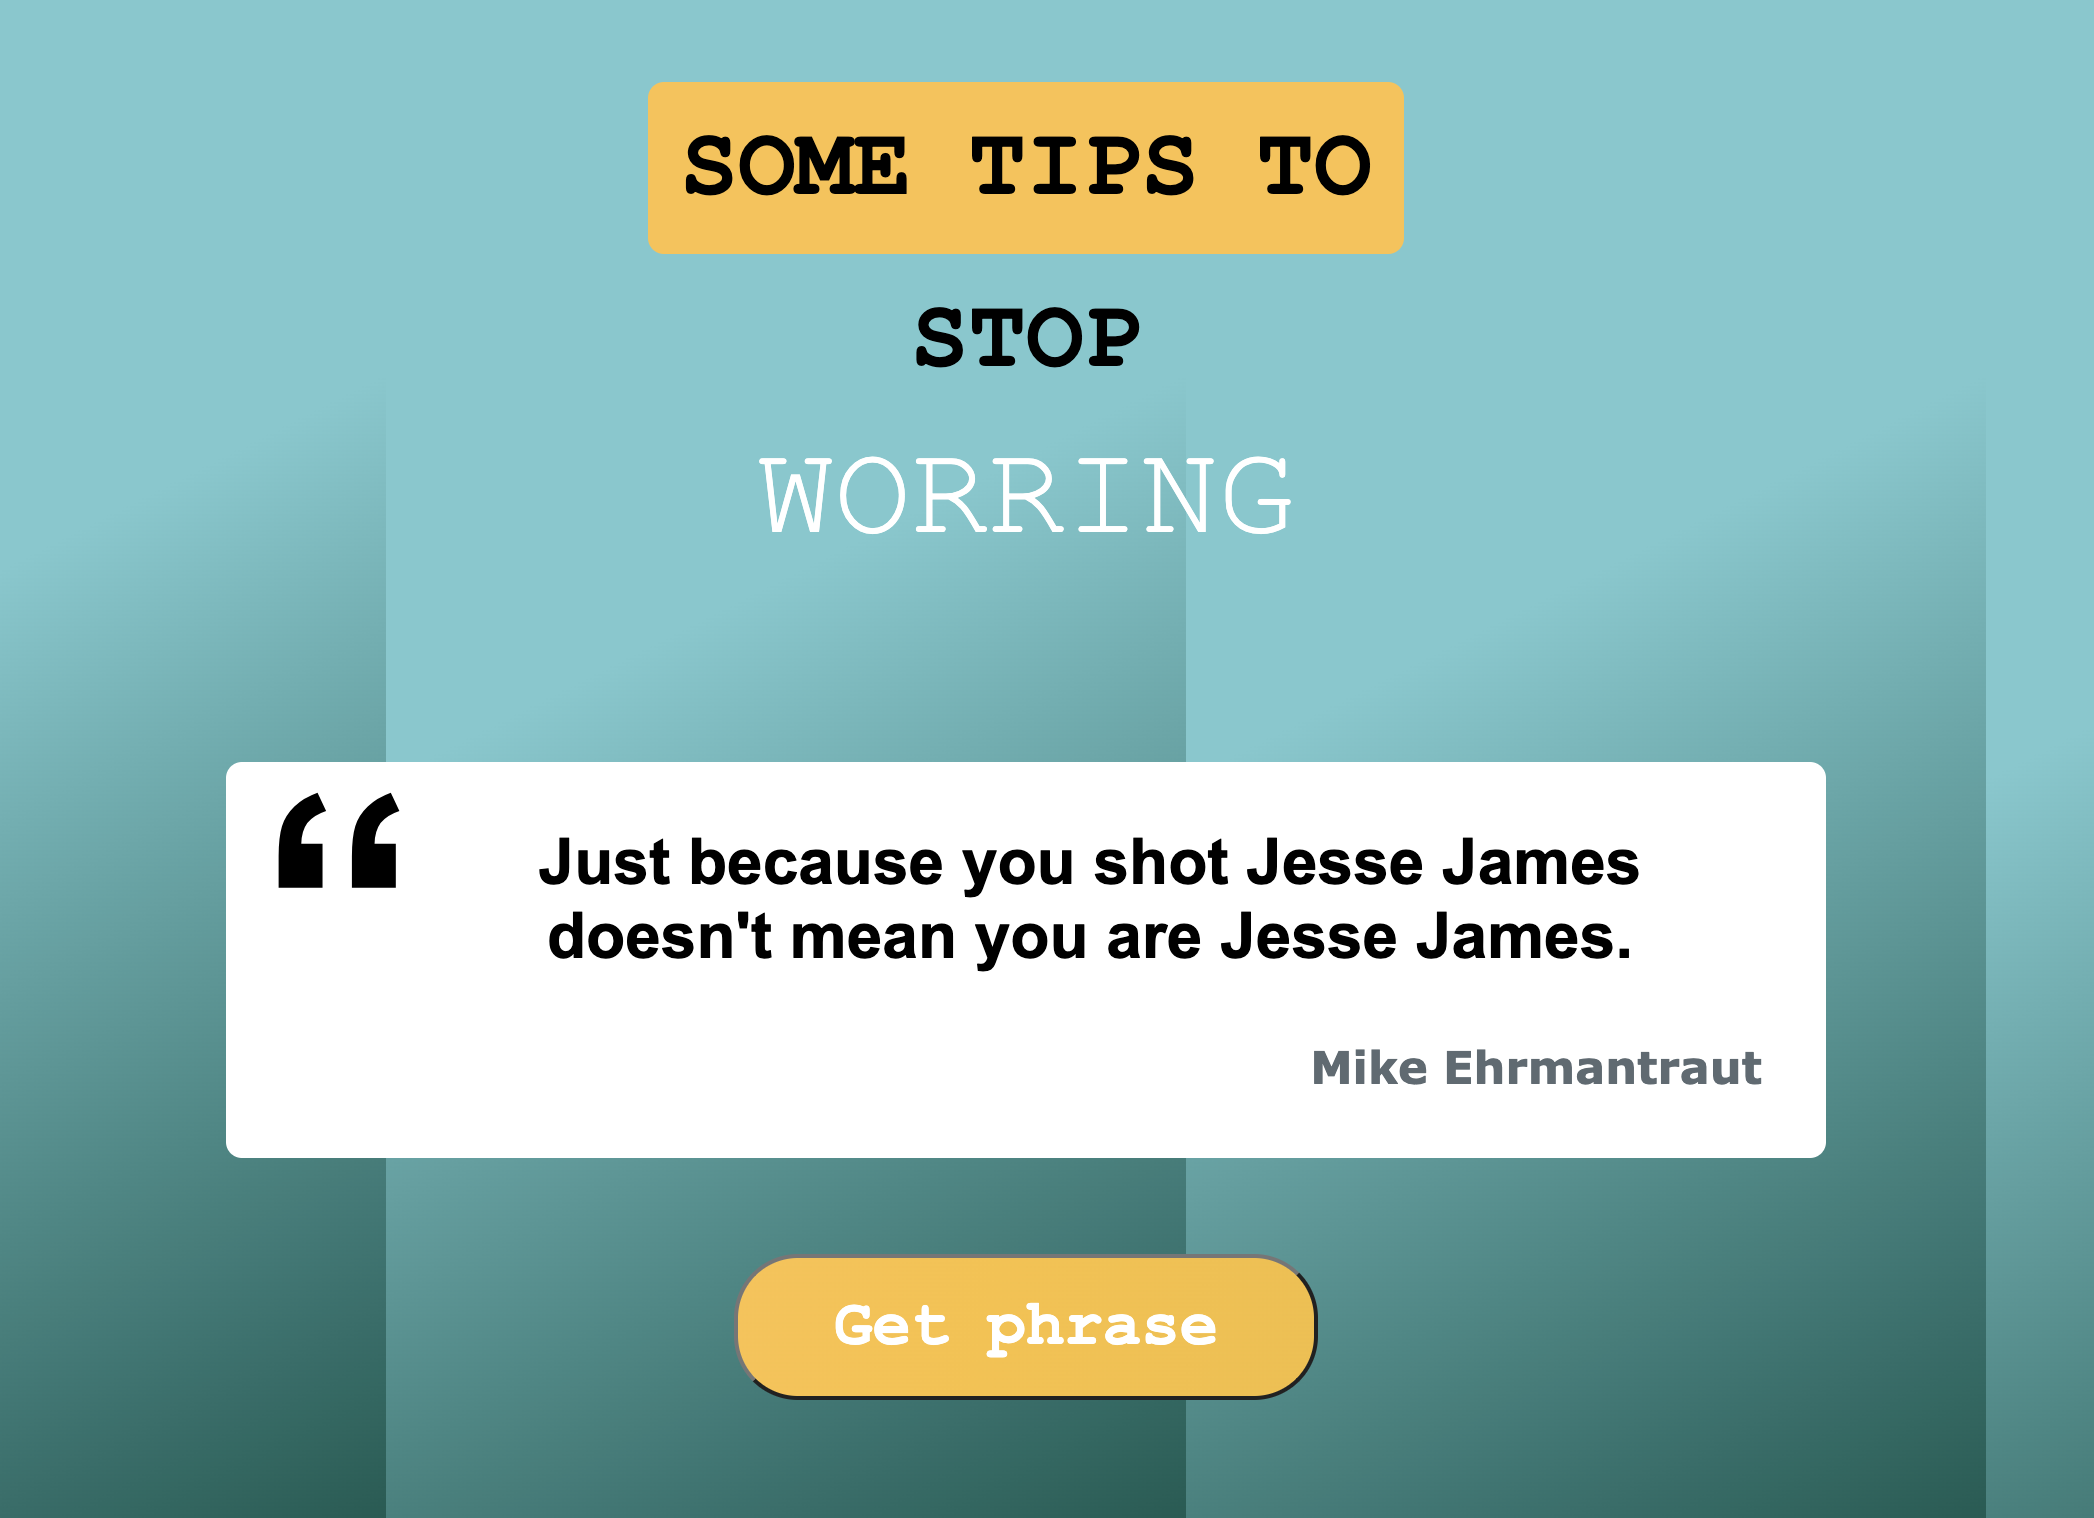 SOME TIPS TO
STOP
WORRING
“
Just because you shot Jesse James
doesn't mean you are Jesse James.
Mike Ehrmantraut
Get phrase